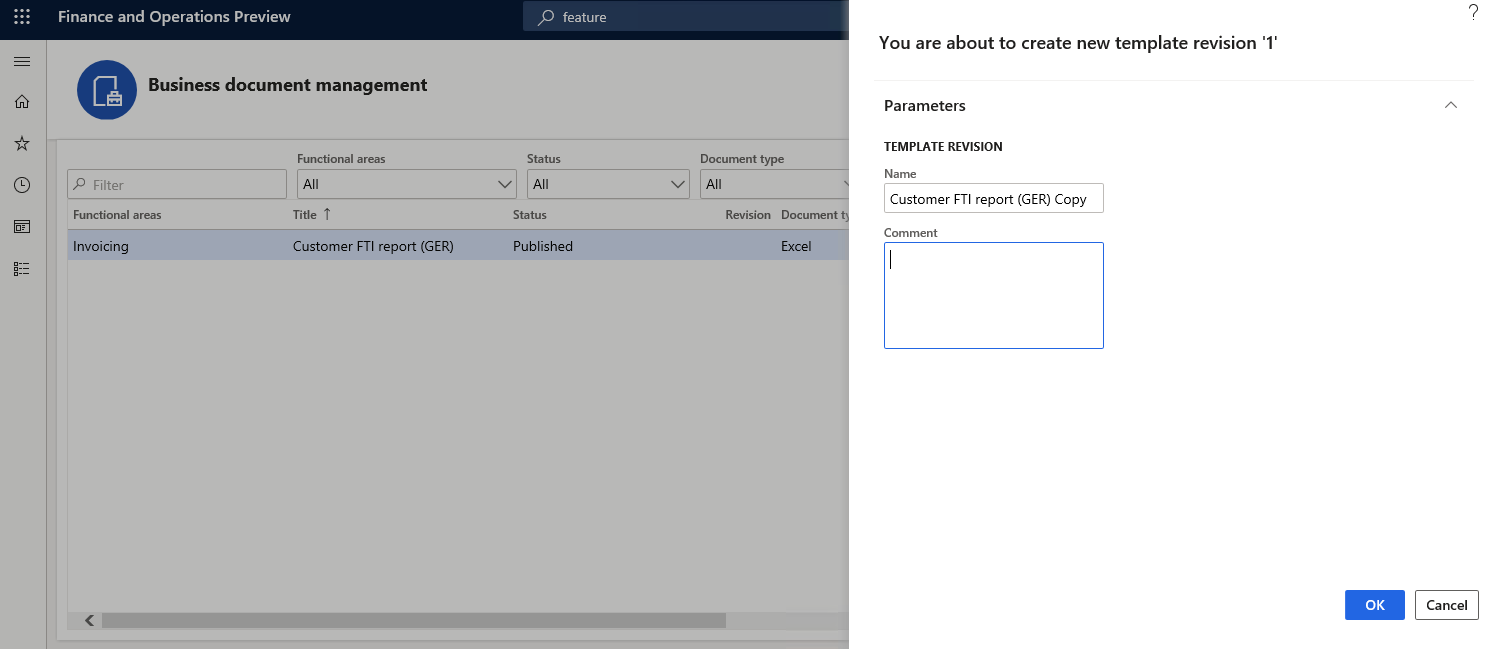 Finance and Operations Preview
feature
?
You are about to create new template revision '1'
Business document management
Parameters
TEMPLATE REVISION
Name
Customer FTI report (GER) Copy
Comment
Functional areas Status Document type
Filter All All All
Functional areas Title Status Revision Document ty
Invoicing Customer FTI report (GER) Published Excel
OK Cancel